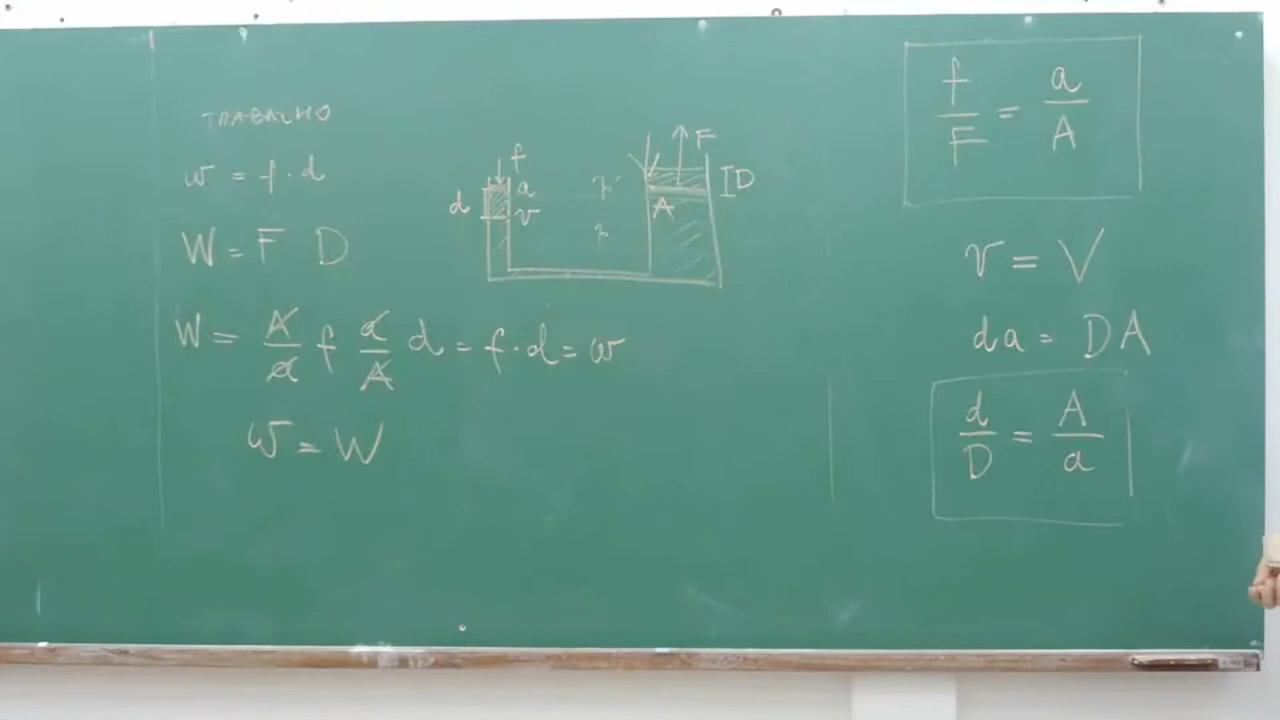 TRABALHO
w = f · d
W = F D
W = A/a f a/A d = f · d = w
w = W
f
F
d
a
v
p
p
V
A
D
f/F = a/A
v = V
da = DA
d/D = A/a